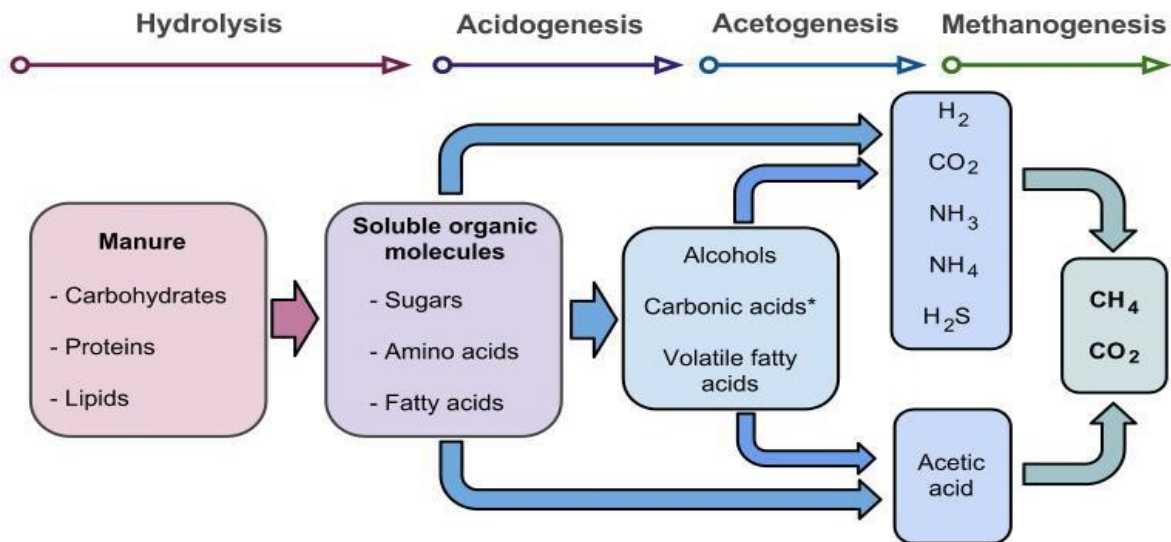 Hydrolysis
Acidogenesis
Acetogenesis
Methanogenesis
Manure
- Carbohydrates
- Proteins
- Lipids
Soluble organic
molecules
- Sugars
- Amino acids
- Fatty acids
Alcohols
Carbonic acids*
Volatile fatty
acids
H₂
CO₂
NH₃
NH₄
H₂S
Acetic
acid
CH₄
CO₂